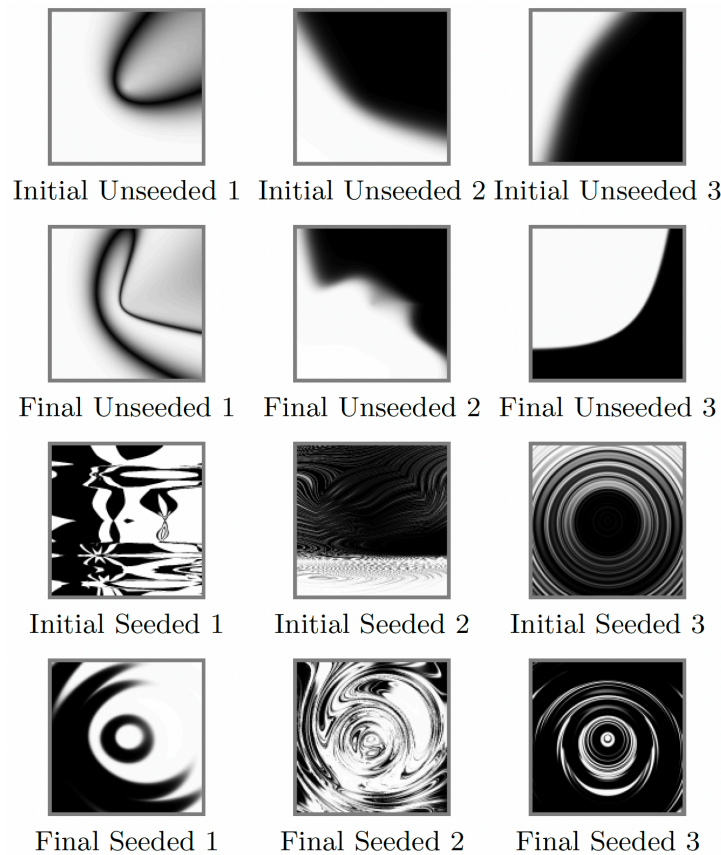 Initial Unseeded 1 Initial Unseeded 2 Initial Unseeded 3
Final Unseeded 1 Final Unseeded 2 Final Unseeded 3
Initial Seeded 1 Initial Seeded 2 Initial Seeded 3
Final Seeded 1 Final Seeded 2 Final Seeded 3